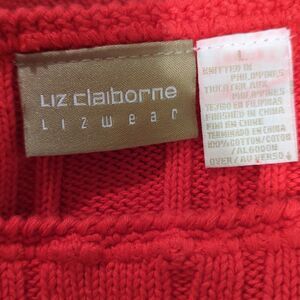 Liz claiborne
Lizwear
L
KNITTED IN
PHILIPPINES
TRICOTER AUX
PHILIPPINES
TEJIDO EN FILIPINAS
FINISHED IN CHINA
FINI EN CHINE
TERMINADO EN CHINA
100% COTTON/COTON
/ALGODON
OVER/AU VERSO